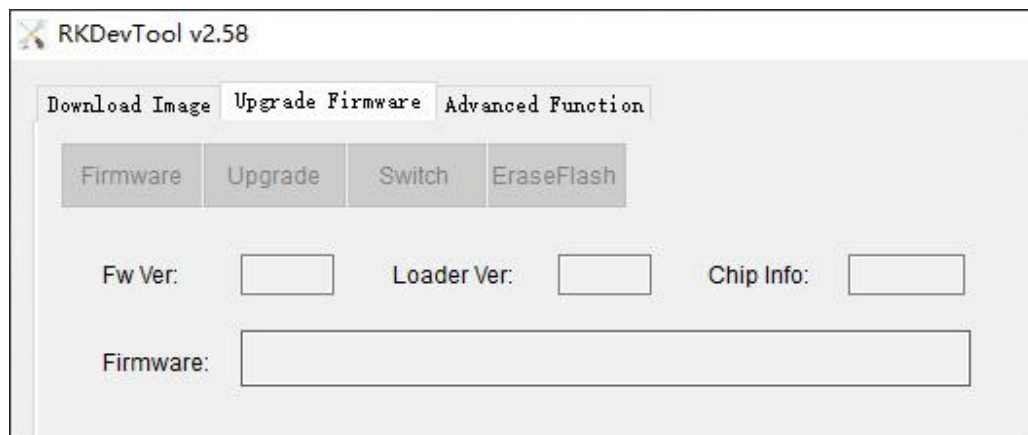 RKDevTool v2.58
Download Image Upgrade Firmware Advanced Function
Firmware Upgrade Switch EraseFlash
Fw Ver: Loader Ver: Chip Info:
Firmware: